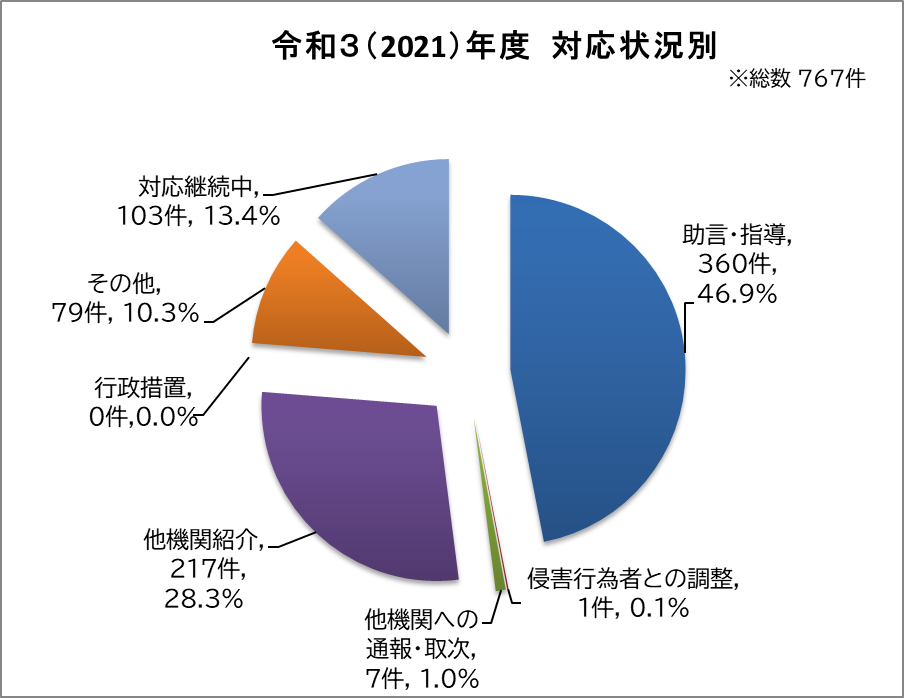 令和3（2021）年度　対応状況別
※総数 767件
助言・指導,
360件,
46.9%
侵害行為者との調整,
1件, 0.1%
他機関への
通報・取次,
7件, 1.0%
他機関紹介,
217件,
28.3%
行政措置,
0件,0.0%
その他,
79件, 10.3%
対応継続中,
103件, 13.4%